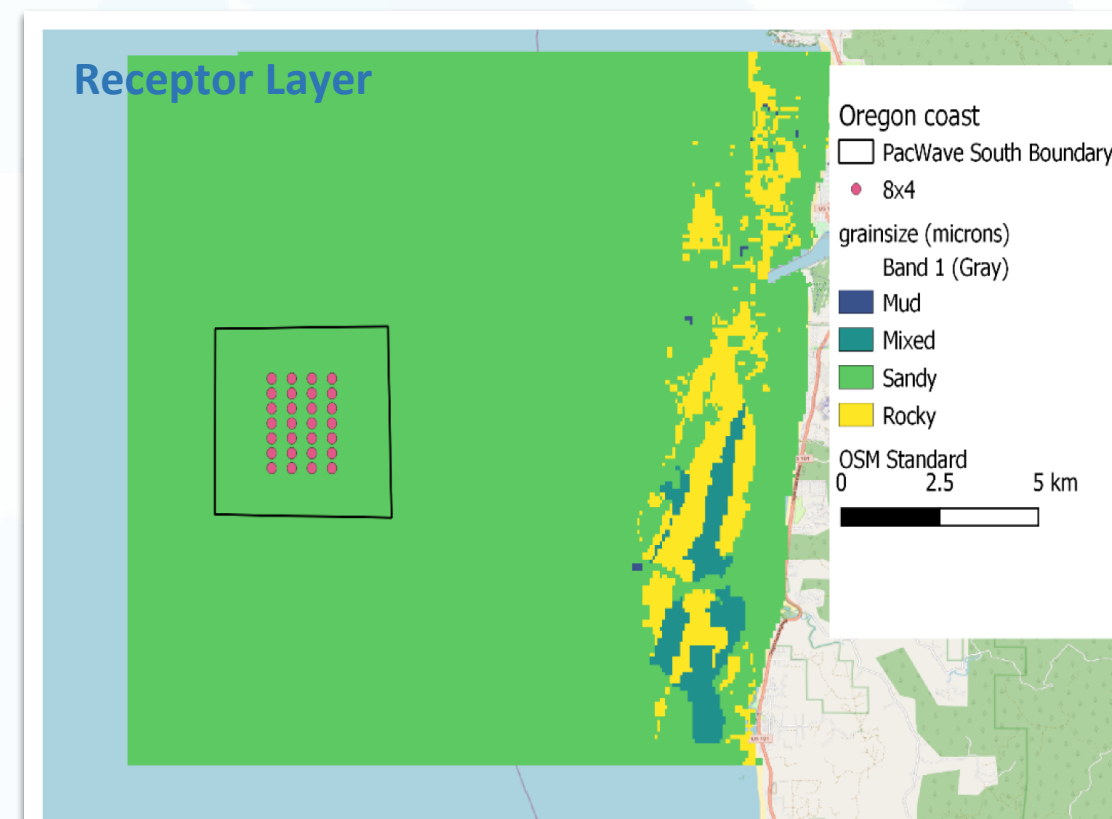 Receptor Layer
Oregon coast
PacWave South Boundary
8x4
grainsize (microns)
Band 1 (Gray)
Mud
Mixed
Sandy
Rocky
OSM Standard
0 2.5 5 km